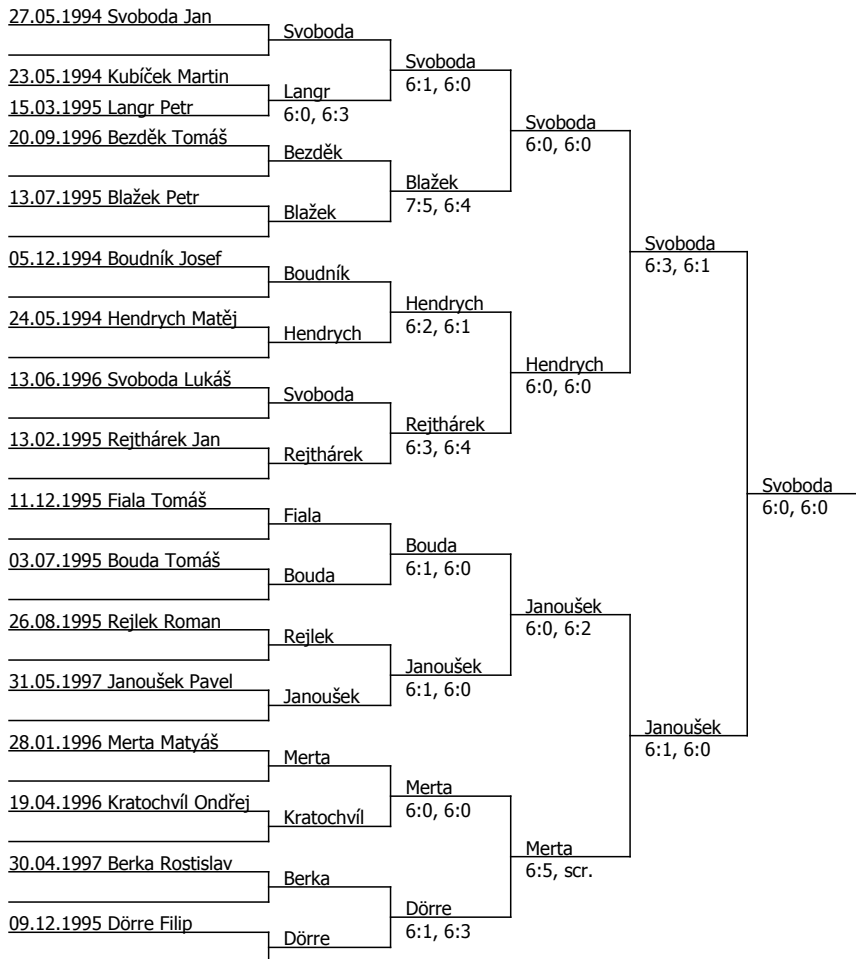 27.05.1994 Svoboda Jan
Svoboda
Svoboda
6:1, 6:0
23.05.1994 Kubíček Martin
Langr
6:0, 6:3
15.03.1995 Langr Petr
Svoboda
6:0, 6:0
20.09.1996 Bezděk Tomáš
Bezděk
Blažek
7:5, 6:4
13.07.1995 Blažek Petr
Blažek
Svoboda
6:3, 6:1
05.12.1994 Boudník Josef
Boudník
Hendrych
6:2, 6:1
24.05.1994 Hendrych Matěj
Hendrych
Hendrych
6:0, 6:0
13.06.1996 Svoboda Lukáš
Svoboda
Rejthárek
6:3, 6:4
13.02.1995 Rejthárek Jan
Rejthárek
Svoboda
6:0, 6:0
11.12.1995 Fiala Tomáš
Fiala
Bouda
6:1, 6:0
03.07.1995 Bouda Tomáš
Bouda
Janoušek
6:0, 6:2
26.08.1995 Rejlek Roman
Rejlek
Janoušek
6:1, 6:0
31.05.1997 Janoušek Pavel
Janoušek
Janoušek
6:1, 6:0
28.01.1996 Merta Matyáš
Merta
Merta
6:0, 6:0
19.04.1996 Kratochvíl Ondřej
Kratochvíl
Merta
6:5, scr.
30.04.1997 Berka Rostislav
Berka
Dörre
6:1, 6:3
09.12.1995 Dörre Filip
Dörre